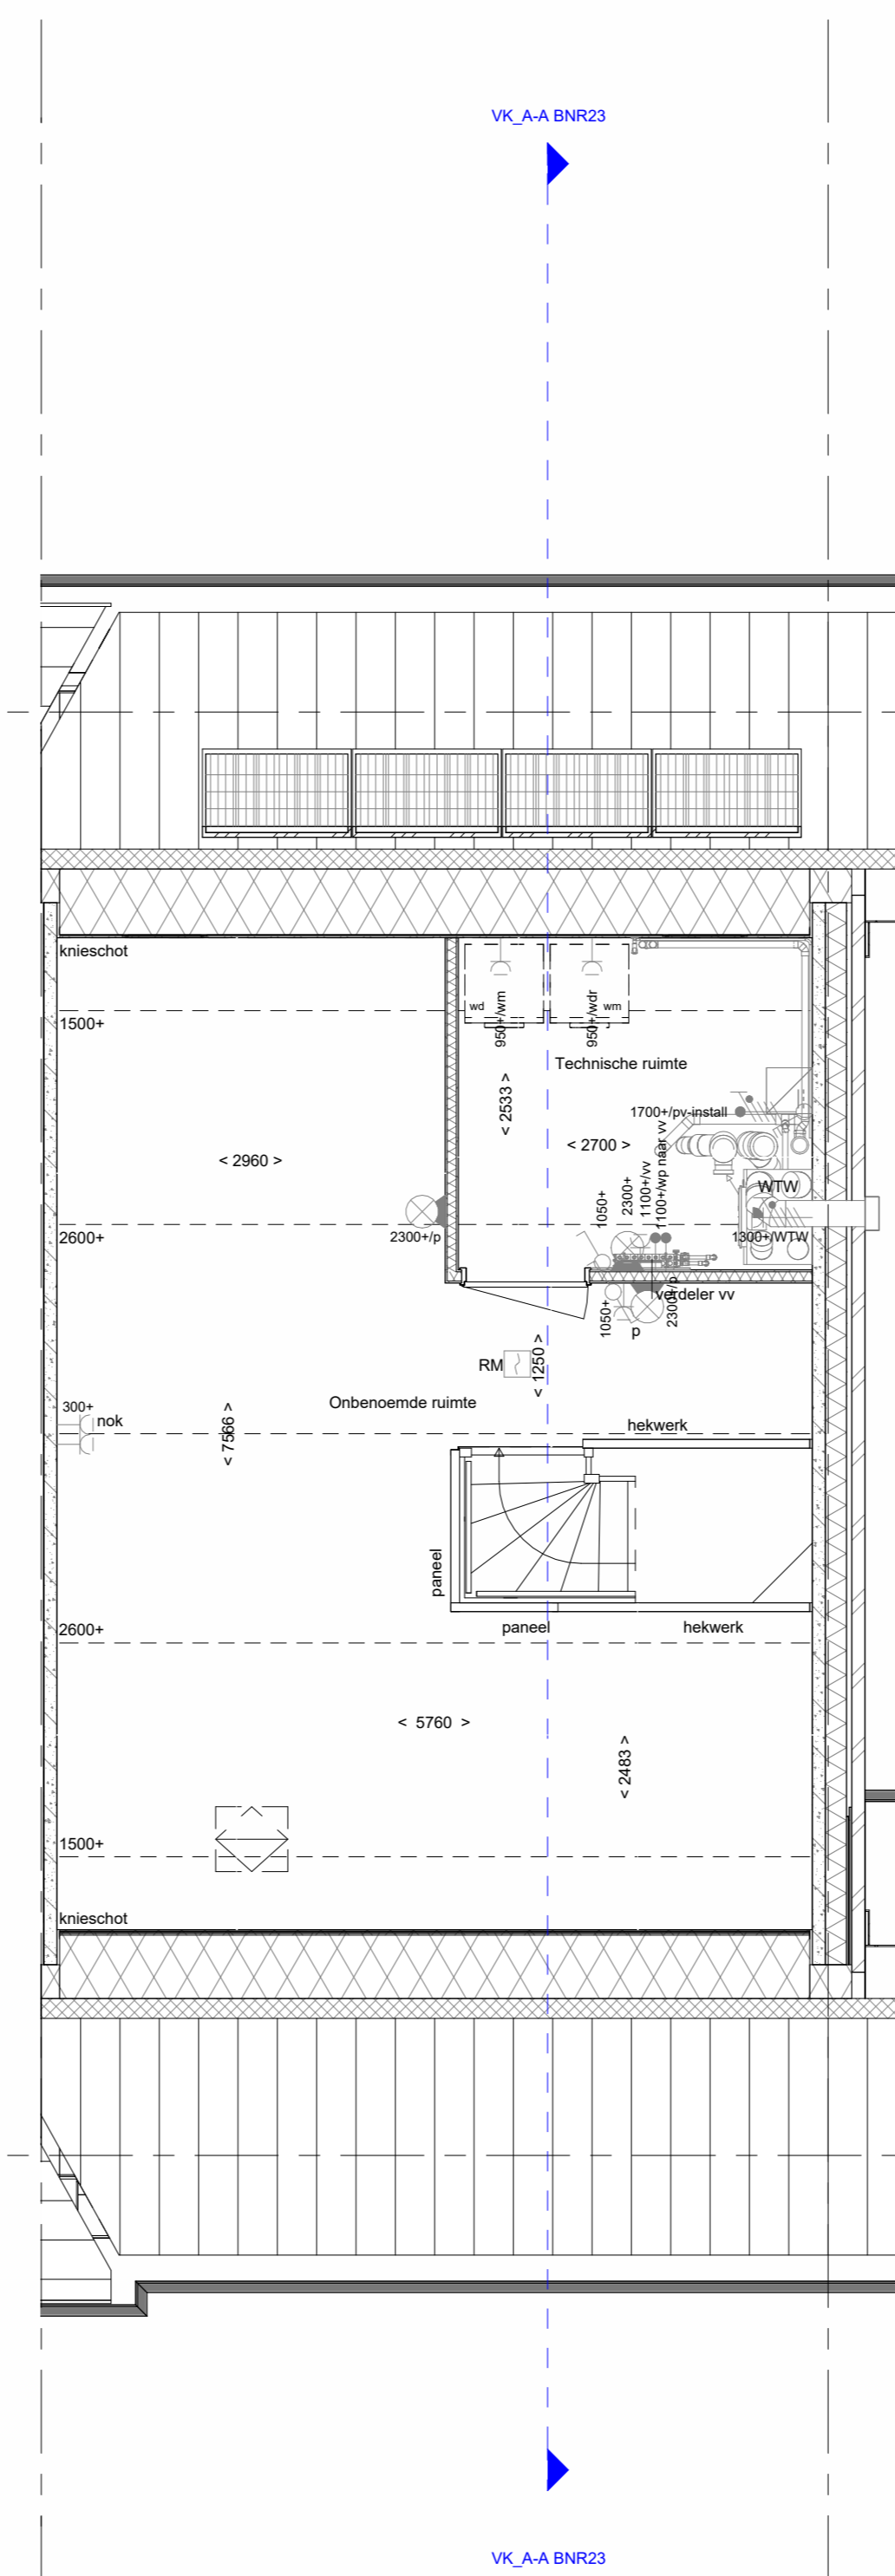 VK_A-A BNR23
knieschot
1500+
wd
950+/wm
950+/wdr
wm
Technische ruimte
< 2533 >
1700+/pv-install
< 2960 >
< 2700 >
1050+
2300+
1100+/vv
1100+/wp naar vv
WTW
2300+/p
2600+
1300+/WTW
verdeler vv
1050+
p
2300+/p
RM
< 1250 >
Onbenoemde ruimte
300+
nok
< 7566 >
hekwerk
paneel
paneel
hekwerk
2600+
< 5760 >
< 2483 >
1500+
knieschot
VK_A-A BNR23